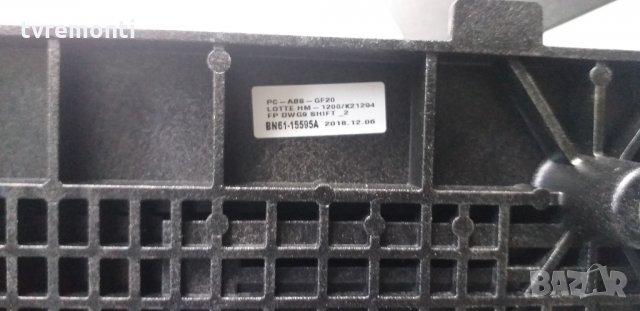 tvremonti
PC-ABS-GF20
LOTTE HM-1200/K21294
FP DWG9 SHIFT_2
BN61-15595A 2018.12.06
BAZAR